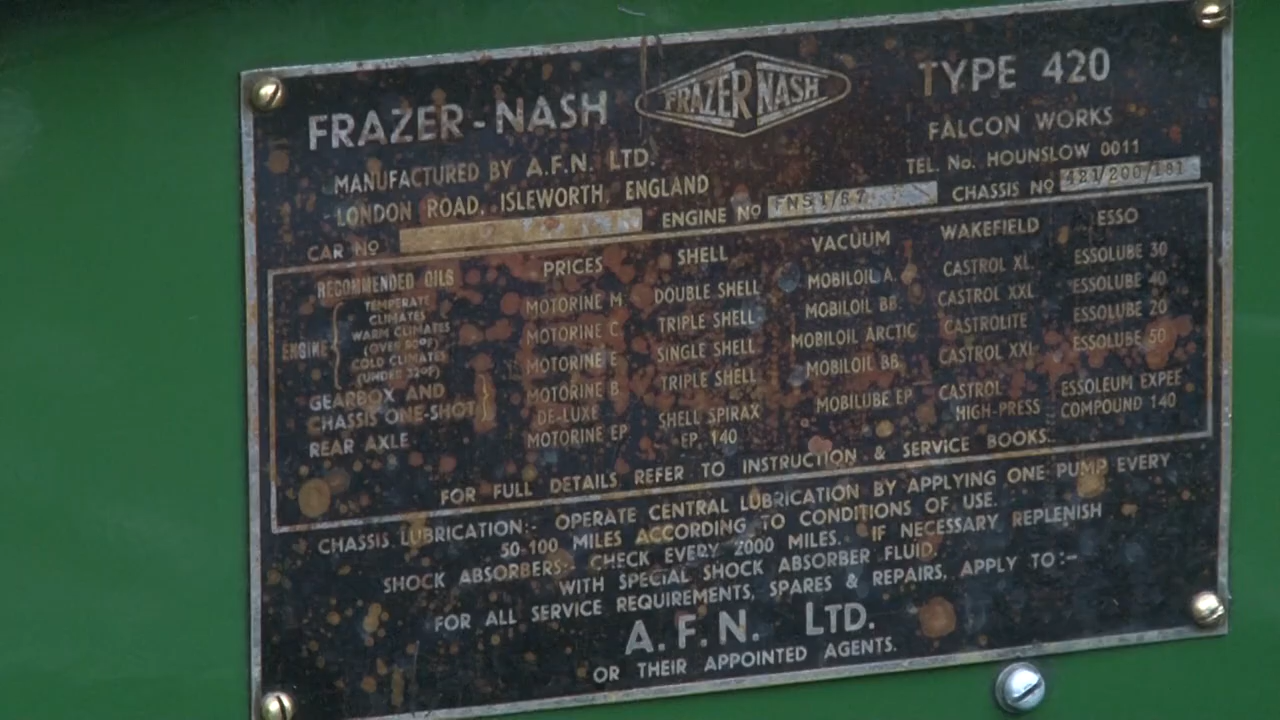 FRAZER-NASH
FRAZER NASH
TYPE 420
MANUFACTURED BY A.F.N. LTD.
FALCON WORKS
LONDON ROAD, ISLEWORTH, ENGLAND
TEL. No. HOUNSLOW 0011
CAR No
ENGINE No FNS1/87
CHASSIS No 421/200/181
RECOMMENDED OILS PRICES SHELL VACUUM WAKEFIELD ESSO
ENGINE
TEMPERATE CLIMATES MOTORINE M DOUBLE SHELL MOBILOIL A. CASTROL XL ESSOLUBE 30
WARM CLIMATES (OVER 90°F) MOTORINE C TRIPLE SHELL MOBILOIL BB. CASTROL XXL ESSOLUBE 40
COLD CLIMATES (UNDER 32°F) MOTORINE E SINGLE SHELL MOBILOIL ARCTIC CASTROLITE ESSOLUBE 20
GEARBOX AND CHASSIS ONE-SHOT MOTORINE B DE-LUXE TRIPLE SHELL MOBILOIL BB. CASTROL XXL ESSOLUBE 50
REAR AXLE MOTORINE EP SHELL SPIRAX EP. 140 MOBILUBE EP CASTROL HIGH-PRESS ESSOLEUM EXPEE COMPOUND 140
FOR FULL DETAILS REFER TO INSTRUCTION & SERVICE BOOKS.
CHASSIS LUBRICATION:- OPERATE CENTRAL LUBRICATION BY APPLYING ONE PUMP EVERY
50-100 MILES ACCORDING TO CONDITIONS OF USE.
SHOCK ABSORBERS:- CHECK EVERY 2000 MILES. IF NECESSARY REPLENISH
WITH SPECIAL SHOCK ABSORBER FLUID.
FOR ALL SERVICE REQUIREMENTS, SPARES & REPAIRS, APPLY TO:-
A.F.N. LTD.
OR THEIR APPOINTED AGENTS.